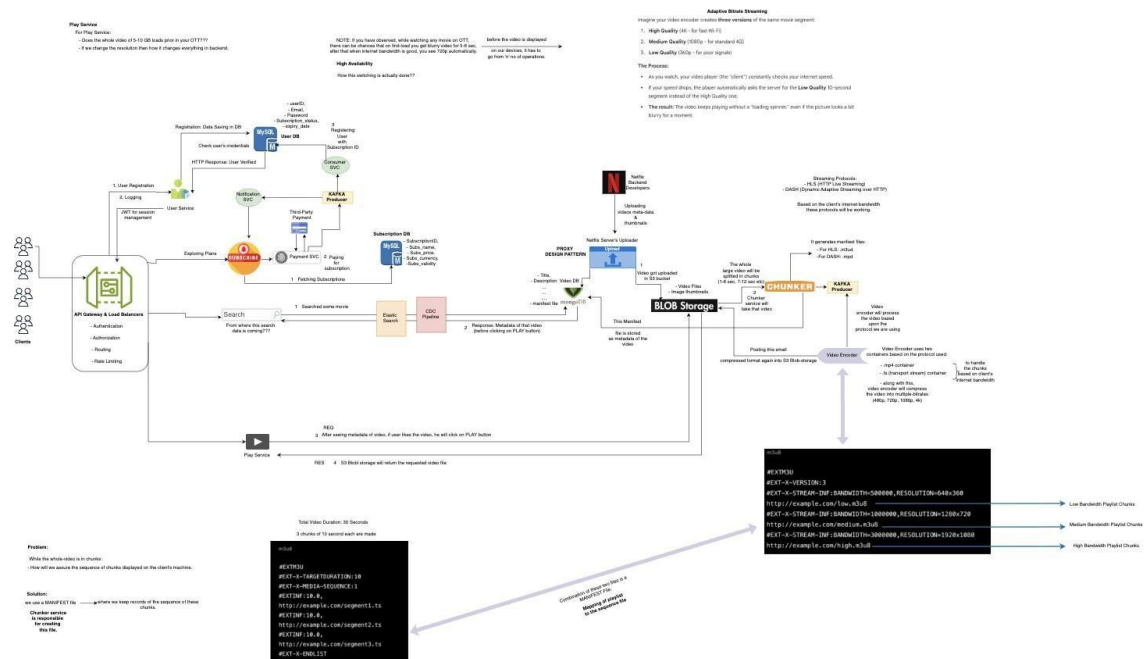 Play Service
For Play Service:
- Does the whole video of 5-10 GB loads prior in your OTT???
- If we change the resolution then how it changes everything in backend.
NOTE: If you have observed, while watching any movie on OTT,
there can be chances that on first-load you get blurry video for 5-6 sec,
after that when internet bandwidth is good, you see 720p automatically.
High Availability
How this switching is actually done??
before the video is displayed
on our devices, it has to
go from 'n' no of operations.
Adaptive Bitrate Streaming
Imagine your video encoder creates three versions of the same movie segment:
1. High Quality (4K - for fast Wi-Fi)
2. Medium Quality (1080p - for standard 4G)
3. Low Quality (360p - for poor signals)
The Process:
• As you watch, your video player (the "client") constantly checks your internet speed.
• If your speed drops, the player automatically asks the server for the Low Quality 10-second
segment instead of the High Quality one.
• The result: The video keeps playing without a "loading spinner," even if the picture looks a bit
blurry for a moment.
Registration: Data Saving in DB
Check user's credentials
HTTP Response: User Verified
MySQL
M
User DB
- userID,
- Email,
- Password
- Subscription_status,
- expiry_date
3
Registering
User
with
Subscription ID
Consumer
SVC
1. User Registration
2. Logging
User Service
JWT for session
management
Notification
SVC
KAFKA
Producer
Third-Party
Payment
Exploring Plans
SUBSCRIBE
Payment SVC
2 Paying
for
subscription
Subscription DB
MySQL
M
- SubscriptionID,
- Subs_name,
- Subs_price,
- Subs_currency,
- Subs_validity
1 Fetching Subscriptions
Clients
API Gateway & Load Balancers
- Authentication
- Authorization
- Routing
- Rate Limiting
Search
From where this search
data is coming???
1 Searched some movie
Elastic
Search
CDC
Pipeline
2 Response: Metadata of that video
(before clicking on PLAY button)
N
Netflix
Backend
Developers
Uploading
videos meta-data
&
thumbnails
Netflix Server's Uploader
PROXY
DESIGN PATTERN
Upload
1
Video got uploaded
in S3 bucket
- Title,
- Description
...
...
- manifest file
Video DB
mongoDB
- Video Files
- Image thumbnails
BLOB Storage
This Manifest
file is stored
as metadata of the
video
The whole
large video will be
splitted in chunks
(1-6 sec, 7-12 sec etc)
2
Chunker
service will
take that video
CHUNKER
KAFKA
Producer
It generates manifest files:
- For HLS: .m3u8
- For DASH: .mpd
Streaming Protocols:
- HLS (HTTP Live Streaming)
- DASH (Dynamic Adaptive Streaming over HTTP)
Based on the client's internet bandwidth
these protocols will be working.
Video
encoder will process
the video based
upon the
protocol we are using
Posting this small
compressed format again into S3 Blob storage
Video Encoder
Video Encoder uses two
containers based on the protocol used:
- .mp4 container
- .ts (transport stream) container
- along with this,
video encoder will compress
the video into multiple-bitrates
(480p, 720p, 1080p, 4k)
to handle
the chunks
based on client's
internet bandwidth
Play Service
REQ
3 After seeing metadata of video, if user likes the video, he will click on PLAY button
RES 4 S3 Blob storage will return the requested video file
m3u8
#EXTM3U
#EXT-X-VERSION:3
#EXT-X-STREAM-INF:BANDWIDTH=500000,RESOLUTION=640x360
http://example.com/low.m3u8
#EXT-X-STREAM-INF:BANDWIDTH=1000000,RESOLUTION=1280x720
http://example.com/medium.m3u8
#EXT-X-STREAM-INF:BANDWIDTH=3000000,RESOLUTION=1920x1080
http://example.com/high.m3u8
Low Bandwidth Playlist Chunks
Medium Bandwidth Playlist Chunks
High Bandwidth Playlist Chunks
Total Video Duration: 30 Seconds
3 chunks of 10 second each are made
m3u8
#EXTM3U
#EXT-X-TARGETDURATION:10
#EXT-X-MEDIA-SEQUENCE:1
#EXTINF:10.0,
http://example.com/segment1.ts
#EXTINF:10.0,
http://example.com/segment2.ts
#EXTINF:10.0,
http://example.com/segment3.ts
#EXT-X-ENDLIST
Combination of these two files is a
MANIFEST File.
Mapping of playlist
to the sequence file
Problem:
While the whole-video is in chunks:
- How will we assure the sequence of chunks displayed on the client's machine.
Solution:
we use a MANIFEST file
where we keep records of the sequence of these
chunks.
Chunker service
is responsible
for creating
this file.